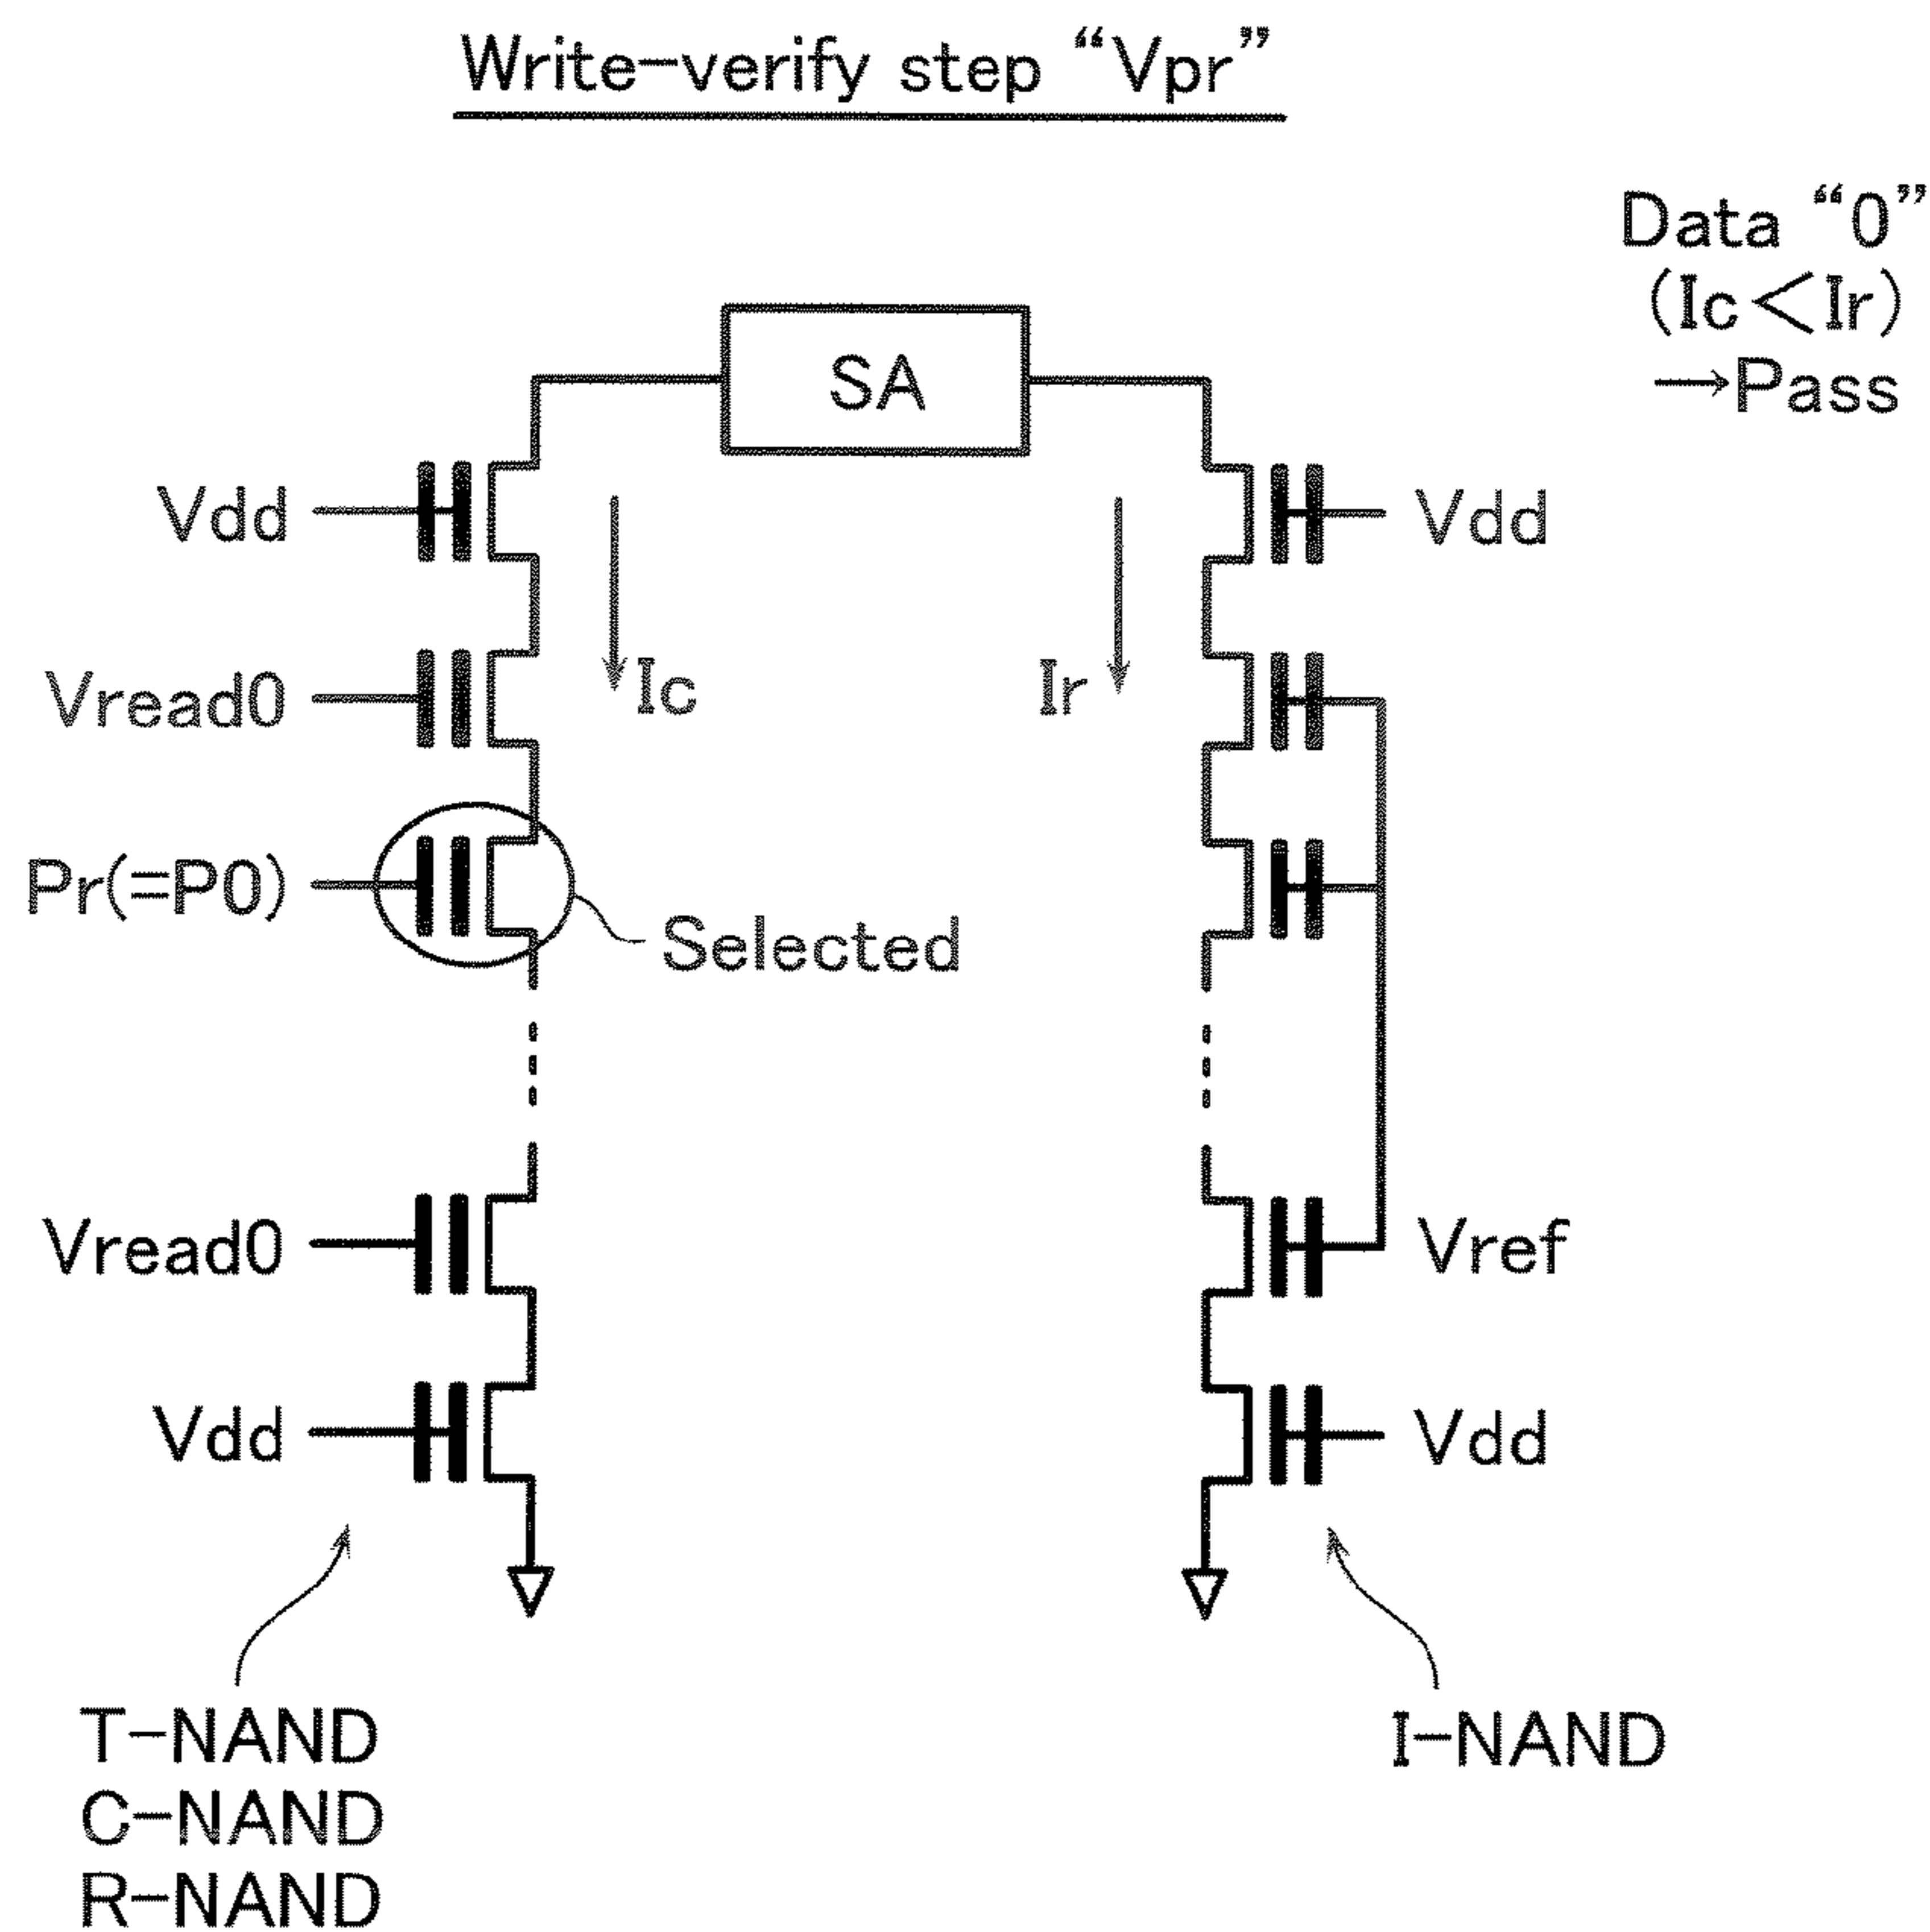 Write-verify step “Vpr”
Data “0”
(Ic＜Ir)
→Pass
SA
Vdd
Vdd
Vread0
Ic
Ir
Pr(=P0)
Selected
Vread0
Vref
Vdd
Vdd
T-NAND
C-NAND
R-NAND
I-NAND